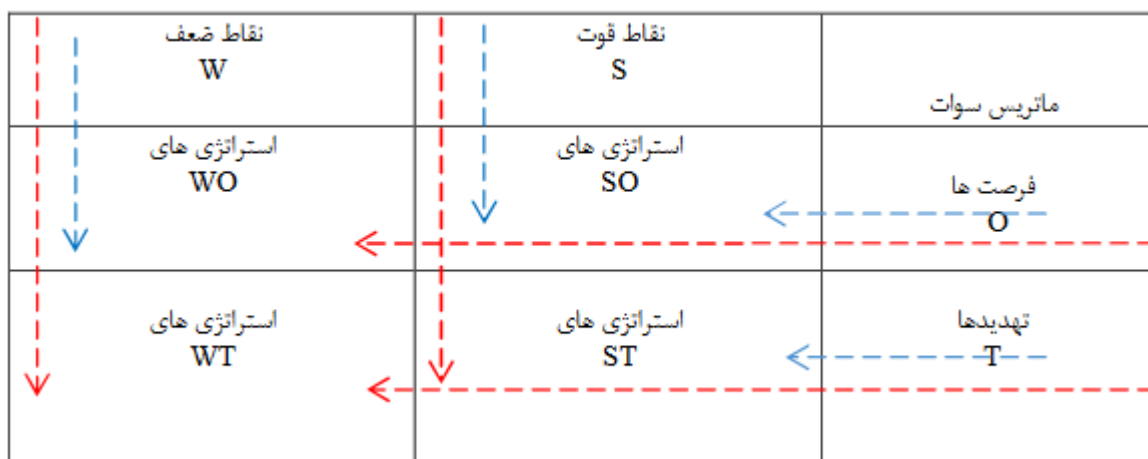 ماتریس سوات
نقاط قوت
S
نقاط ضعف
W
فرصت ها
O
استراتژی های
SO
استراتژی های
WO
تهدیدها
T
استراتژی های
ST
استراتژی های
WT